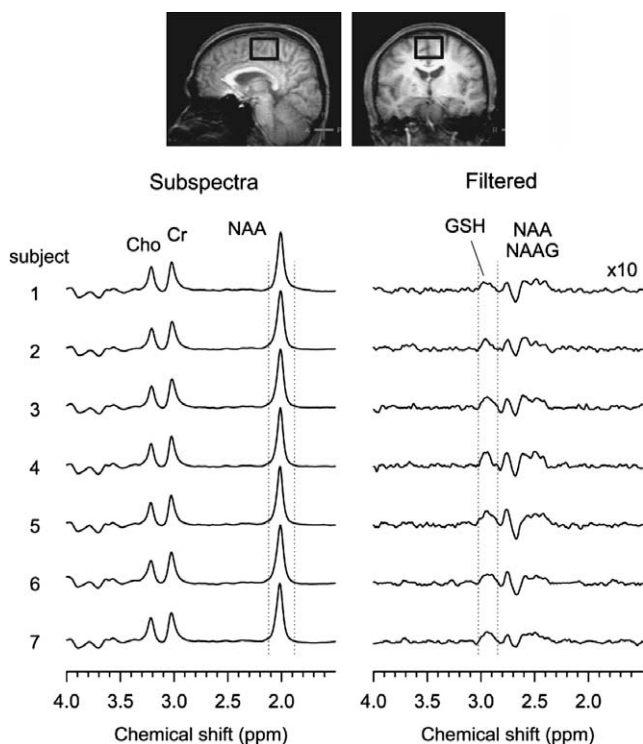 Subspectra
Filtered
Cho
Cr
NAA
GSH
NAA
NAAG
subject
x10
1
2
3
4
5
6
7
4.0 3.5 3.0 2.5 2.0
4.0 3.5 3.0 2.5 2.0
Chemical shift (ppm)
Chemical shift (ppm)